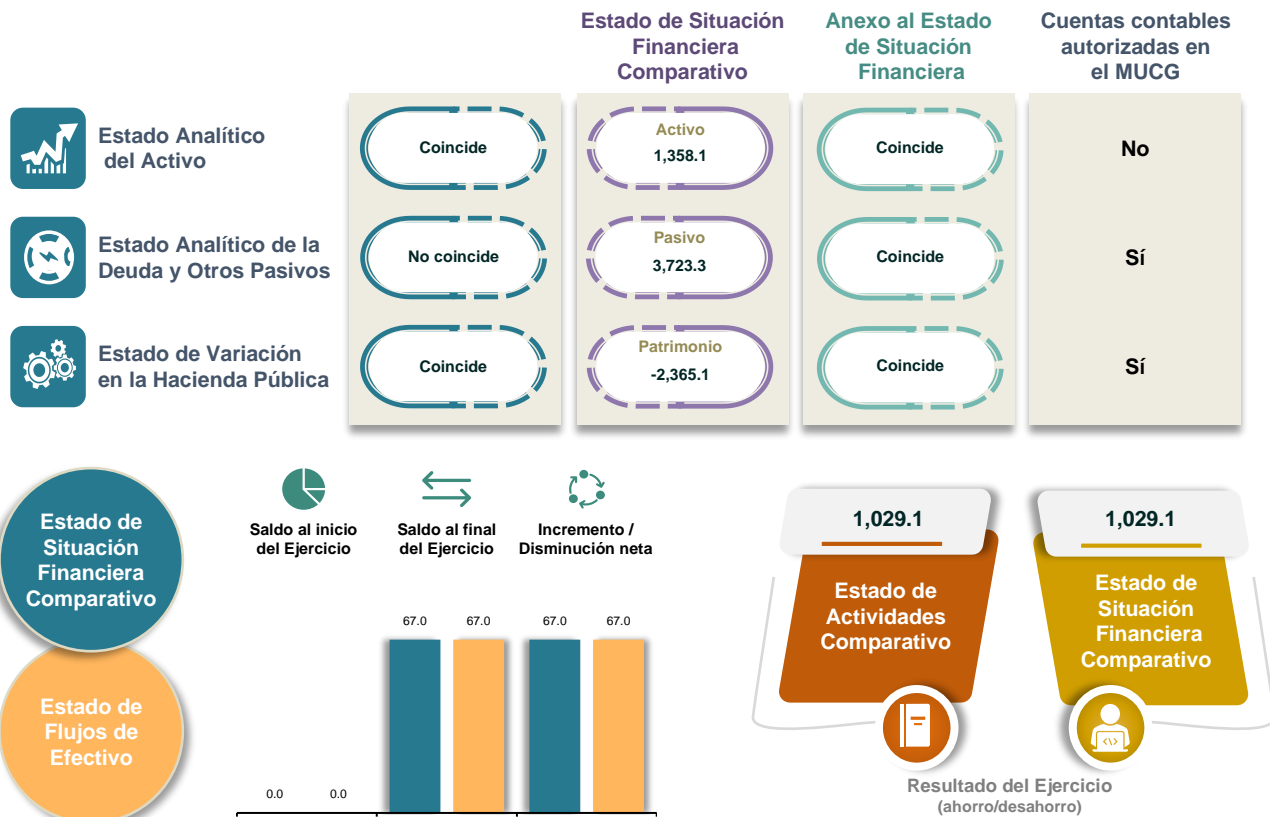 Estado de Situación
Financiera
Comparativo
Anexo al Estado
de Situación
Financiera
Cuentas contables
autorizadas en
el MUCG
Estado Analítico
del Activo
Coincide
Activo
1,358.1
Coincide
No
Estado Analítico de la
Deuda y Otros Pasivos
No coincide
Pasivo
3,723.3
Coincide
Sí
Estado de Variación
en la Hacienda Pública
Coincide
Patrimonio
-2,365.1
Coincide
Sí
Estado de
Situación
Financiera
Comparativo
Estado de
Flujos de
Efectivo
Saldo al inicio
del Ejercicio
Saldo al final
del Ejercicio
Incremento /
Disminución neta
67.0 67.0 67.0 67.0
0.0 0.0
1,029.1
Estado de
Actividades
Comparativo
1,029.1
Estado de
Situación
Financiera
Comparativo
Resultado del Ejercicio
(ahorro/desahorro)